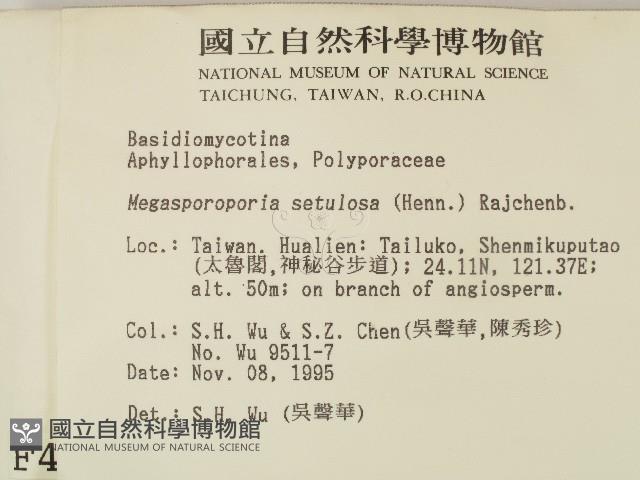 國立自然科學博物館
NATIONAL MUSEUM OF NATURAL SCIENCE
TAICHUNG, TAIWAN, R.O.CHINA
Basidiomycotina
Aphyllophorales, Polyporaceae
Megasporoporia setulosa (Henn.) Rajchenb.
Loc.: Taiwan. Hualien: Tailuko, Shenmikuputao
(太魯閣,神秘谷步道); 24.11N, 121.37E;
alt. 50m; on branch of angiosperm.
Col.: S.H. Wu & S.Z. Chen(吳聲華,陳秀珍)
No. Wu 9511-7
Date: Nov. 08, 1995
Det.: S.H. Wu (吳聲華)
國立自然科學博物館
NATIONAL MUSEUM OF NATURAL SCIENCE
F4